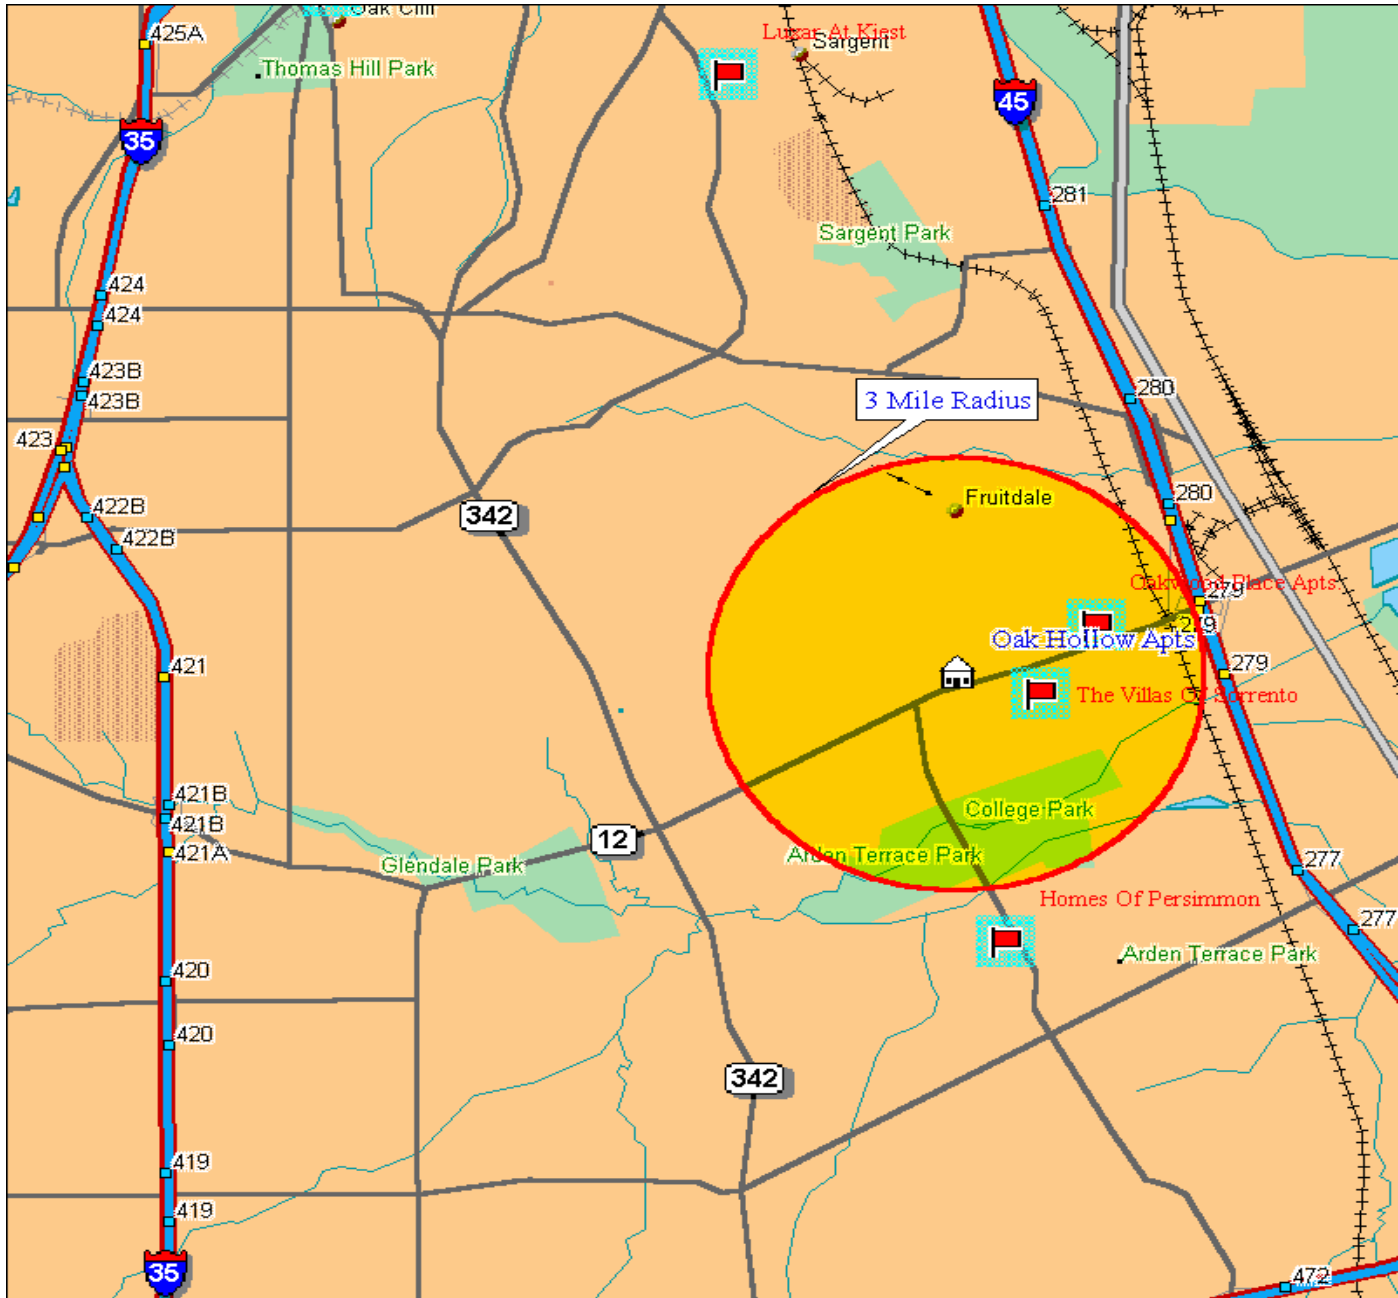 425A
Oak Cliff
Thomas Hill Park
35
Luxar At Kiest
Sargent
45
281
Sargent Park
424
424
423B
423B
280
3 Mile Radius
423
422B
422B
342
280
Fruitdale
Oakwood Place Apts
279
279
Oak Hollow Apts
421
279
The Villas Of Sorrento
421B
421B
421A
College Park
12
Glendale Park
Arden Terrace Park
277
Homes Of Persimmon
277
Arden Terrace Park
420
420
342
419
419
35
472